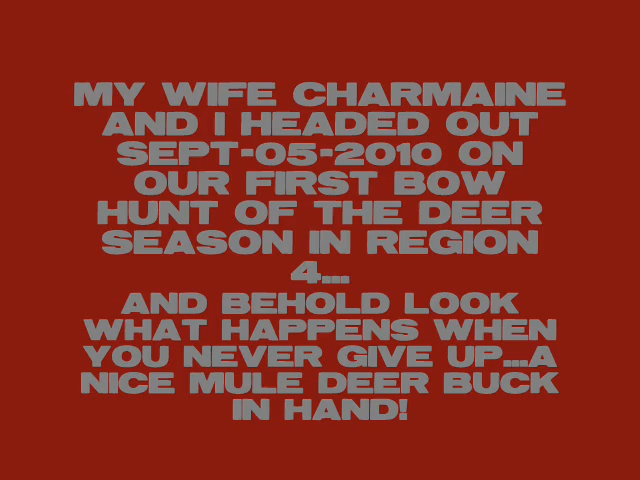 MY WIFE CHARMAINE
AND I HEADED OUT
SEPT-05-2010 ON
OUR FIRST BOW
HUNT OF THE DEER
SEASON IN REGION
4...
AND BEHOLD LOOK
WHAT HAPPENS WHEN
YOU NEVER GIVE UP...A
NICE MULE DEER BUCK
IN HAND!